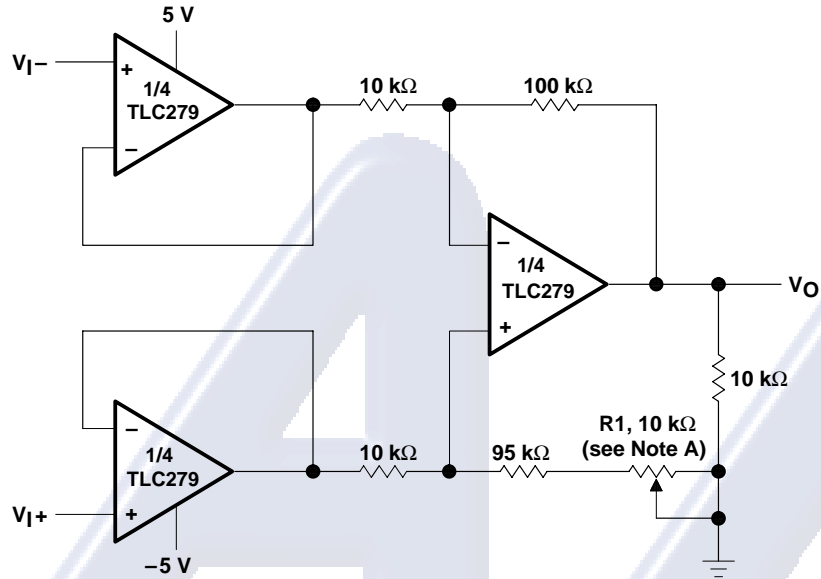 5 V
VI−
+
1/4
TLC279
−
10 kΩ
100 kΩ
−
1/4
TLC279
+
VO
10 kΩ
−
1/4
TLC279
+
VI+
−5 V
10 kΩ
95 kΩ
R1, 10 kΩ
(see Note A)